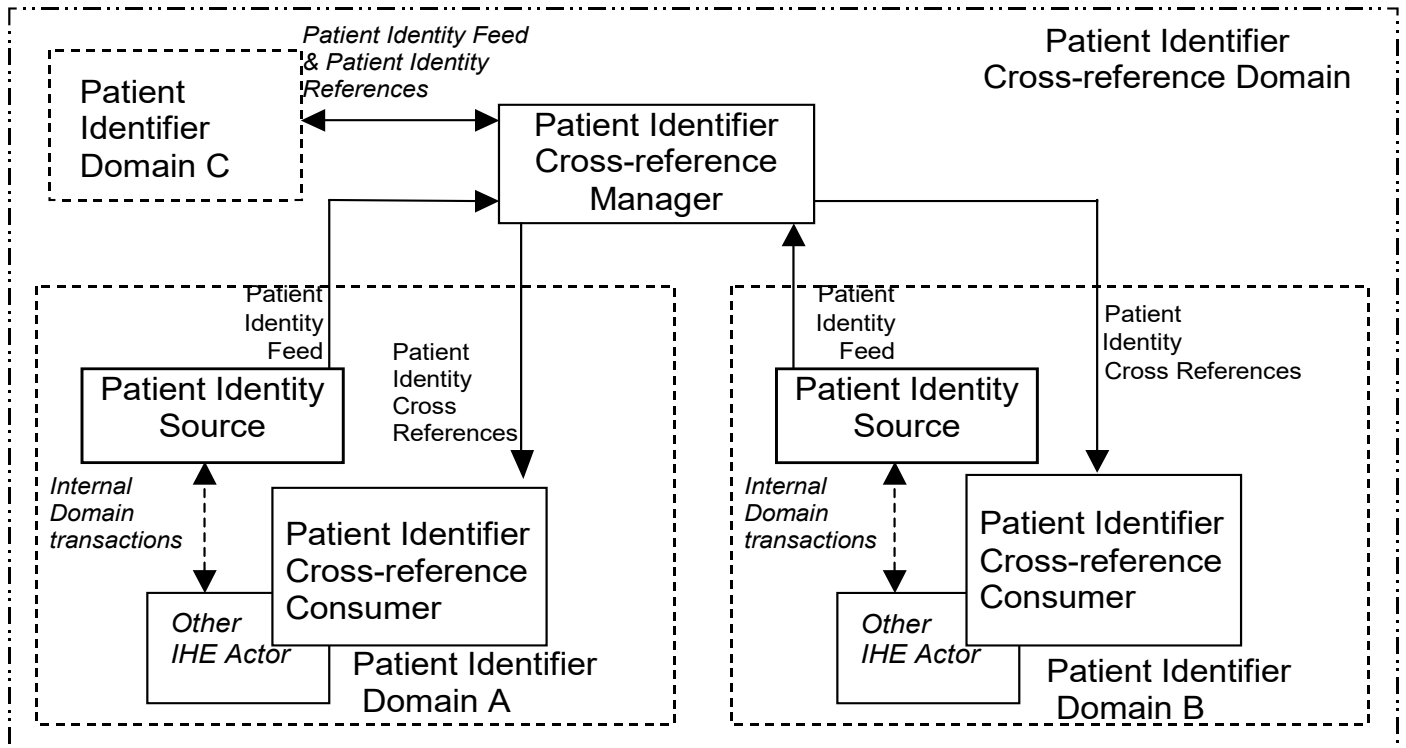 Patient Identity Feed
& Patient Identity
References
Patient Identifier
Cross-reference Domain
Patient
Identifier
Domain C
Patient Identifier
Cross-reference
Manager
Patient
Identity
Feed
Patient
Identity
Cross
References
Patient Identity
Source
Internal
Domain
transactions
Patient Identifier
Cross-reference
Consumer
Other
IHE Actor
Patient Identifier
Domain A
Patient
Identity
Feed
Patient
Identity
Cross References
Patient Identity
Source
Internal
Domain
transactions
Patient Identifier
Cross-reference
Consumer
Other
IHE Actor
Patient Identifier
Domain B